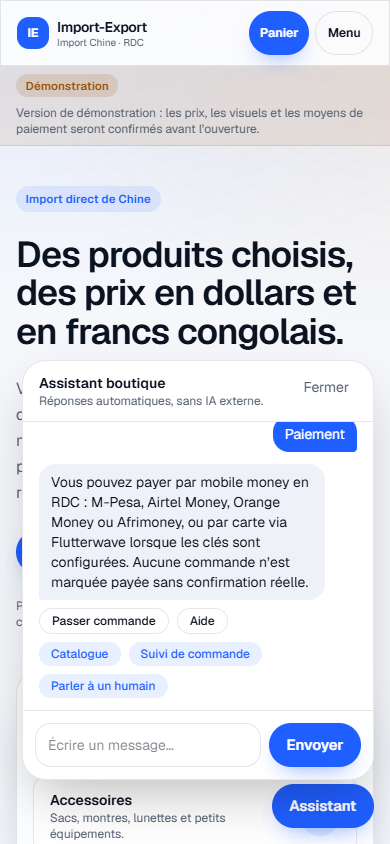 IE
Import-Export
Import Chine · RDC
Panier
Menu
Démonstration
Version de démonstration : les prix, les visuels et les moyens de
paiement seront confirmés avant l'ouverture.
Import direct de Chine
Des produits choisis,
des prix en dollars et
en francs congolais.
Assistant boutique
Réponses automatiques, sans IA externe.
Fermer
Paiement
Vous pouvez payer par mobile money en
RDC : M-Pesa, Airtel Money, Orange
Money ou Afrimoney, ou par carte via
Flutterwave lorsque les clés sont
configurées. Aucune commande n'est
marquée payée sans confirmation réelle.
Passer commande
Aide
Catalogue
Suivi de commande
Parler à un humain
Écrire un message...
Envoyer
Accessoires
Sacs, montres, lunettes et petits
équipements.
Assistant